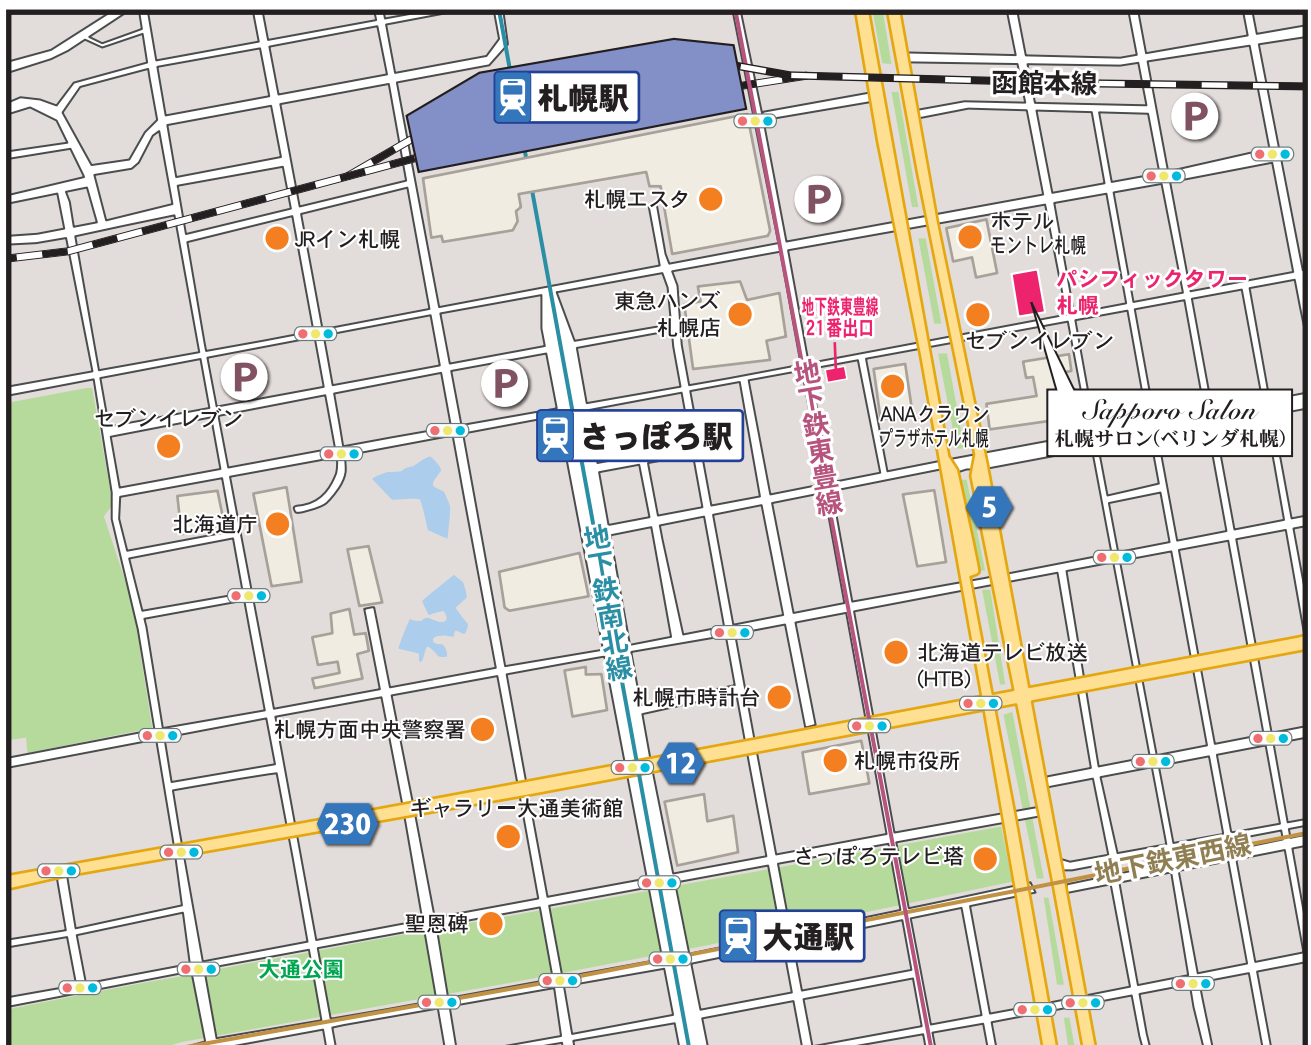 札幌駅
函館本線
P
札幌エスタ
P
ホテル
モントレ札幌
JRイン札幌
パシフィックタワー
札幌
東急ハンズ
札幌店
地下鉄東豊線
21番出口
セブンイレブン
P
P
地下鉄東豊線
ANAクラウン
プラザホテル札幌
Sapporo Salon
札幌サロン(ベリンダ札幌)
セブンイレブン
さっぽろ駅
5
北海道庁
地下鉄南北線
北海道テレビ放送
(HTB)
札幌市時計台
札幌方面中央警察署
12
札幌市役所
230
ギャラリー大通美術館
さっぽろテレビ塔
地下鉄東西線
聖恩碑
大通駅
大通公園